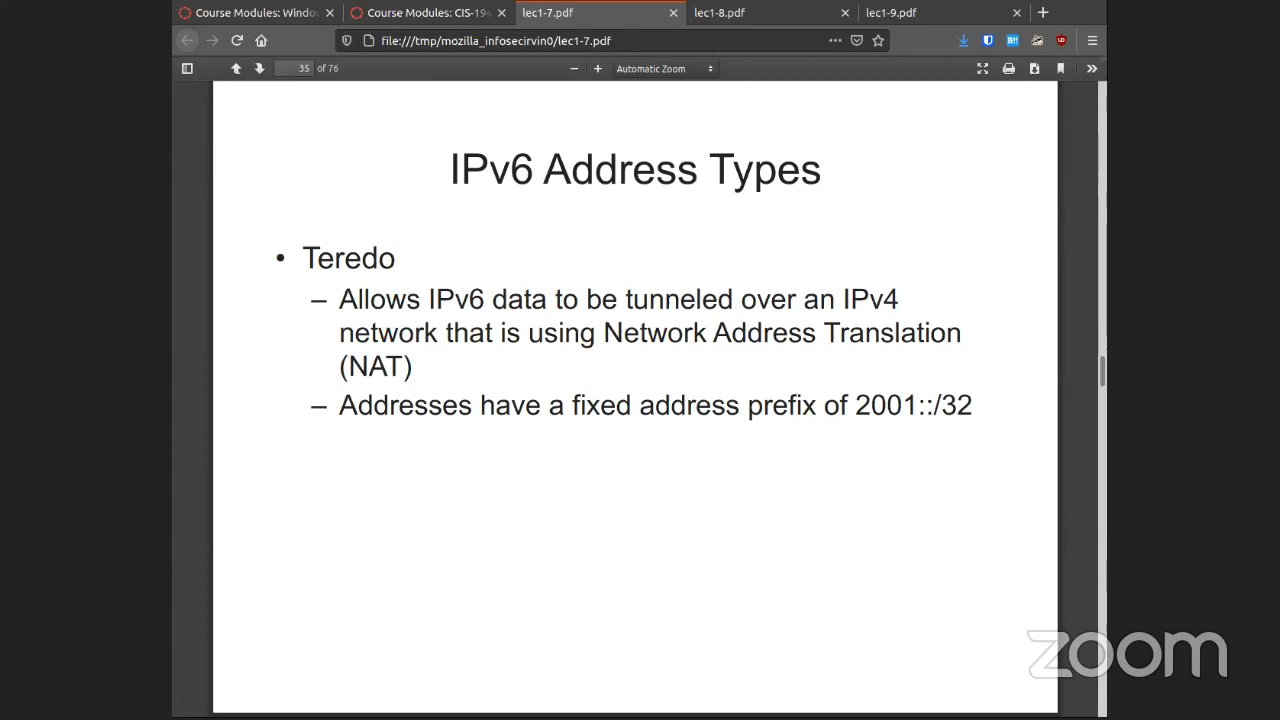 Course Modules: Window
Course Modules: CIS-194
lec1-7.pdf
lec1-8.pdf
lec1-9.pdf
file:///tmp/mozilla_infosecirvin0/lec1-7.pdf
35 of 76
Automatic Zoom
IPv6 Address Types
• Teredo
– Allows IPv6 data to be tunneled over an IPv4
network that is using Network Address Translation
(NAT)
– Addresses have a fixed address prefix of 2001::/32
zoom